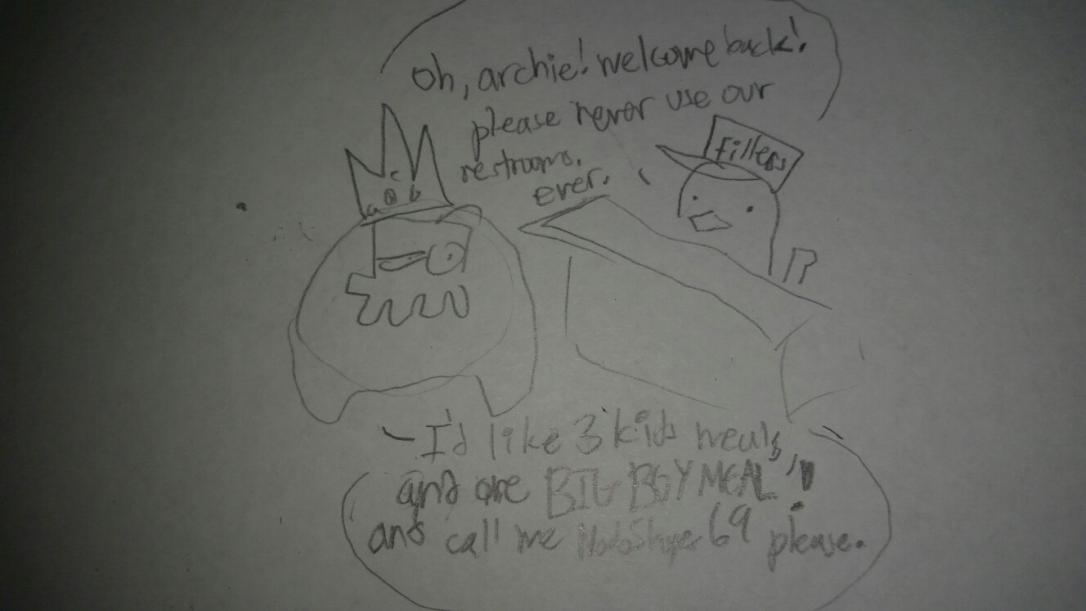 Oh, archie! welcome back!
please never use our
restrooms.
ever.
fillers
I'd like 3 kids meals
and one BIG BOY MEAL
and call me 69 please.